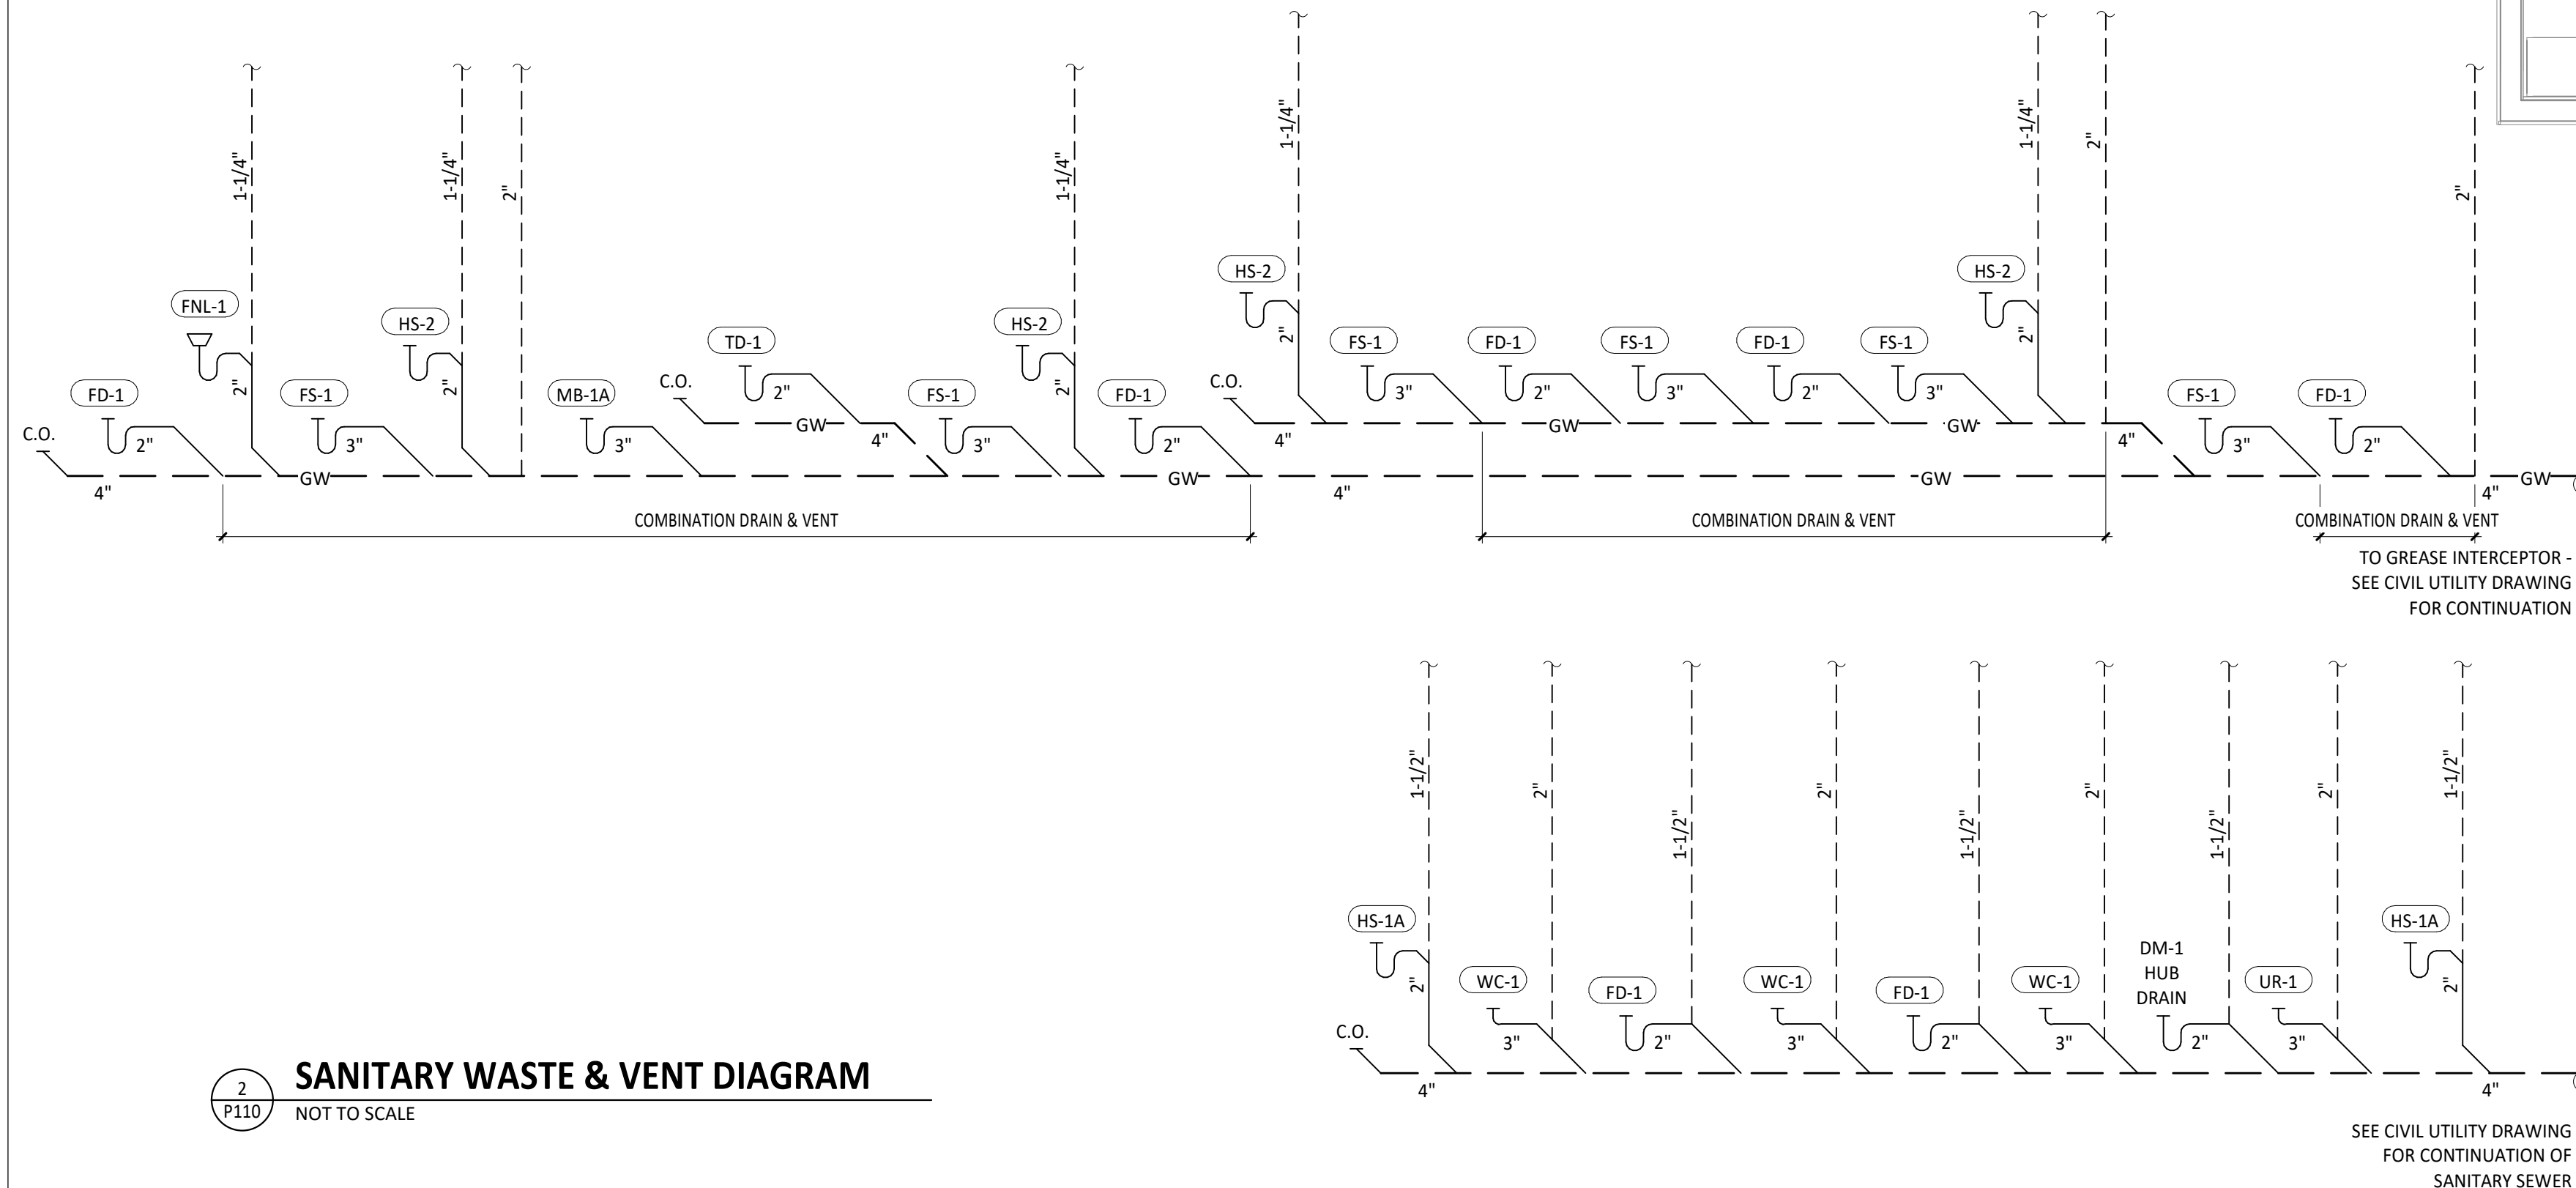 1-1/4"
1-1/4"
2"
1-1/4"
1-1/4"
1-1/4"
2"
2"
HS-2
HS-2
FNL-1
HS-2
TD-1
HS-2
2"
FS-1
FD-1
FS-1
FD-1
FS-1
2"
FD-1
2"
FS-1
2"
MB-1A
C.O.
2"
FS-1
2"
FD-1
C.O.
3"
2"
3"
2"
3"
FS-1
FD-1
C.O.
2"
3"
3"
GW
4"
3"
2"
4"
GW
GW
4"
3"
2"
4"
GW
GW
4"
GW
4"
GW
COMBINATION DRAIN & VENT
COMBINATION DRAIN & VENT
COMBINATION DRAIN & VENT
TO GREASE INTERCEPTOR -
SEE CIVIL UTILITY DRAWING
FOR CONTINUATION
1-1/2"
2"
1-1/2"
2"
1-1/2"
2"
1-1/2"
2"
1-1/2"
HS-1A
2"
WC-1
FD-1
WC-1
FD-1
WC-1
DM-1
HUB
DRAIN
UR-1
HS-1A
2"
C.O.
3"
2"
3"
2"
3"
2"
3"
4"
4"
2
P110
SANITARY WASTE & VENT DIAGRAM
NOT TO SCALE
SEE CIVIL UTILITY DRAWING
FOR CONTINUATION OF
SANITARY SEWER